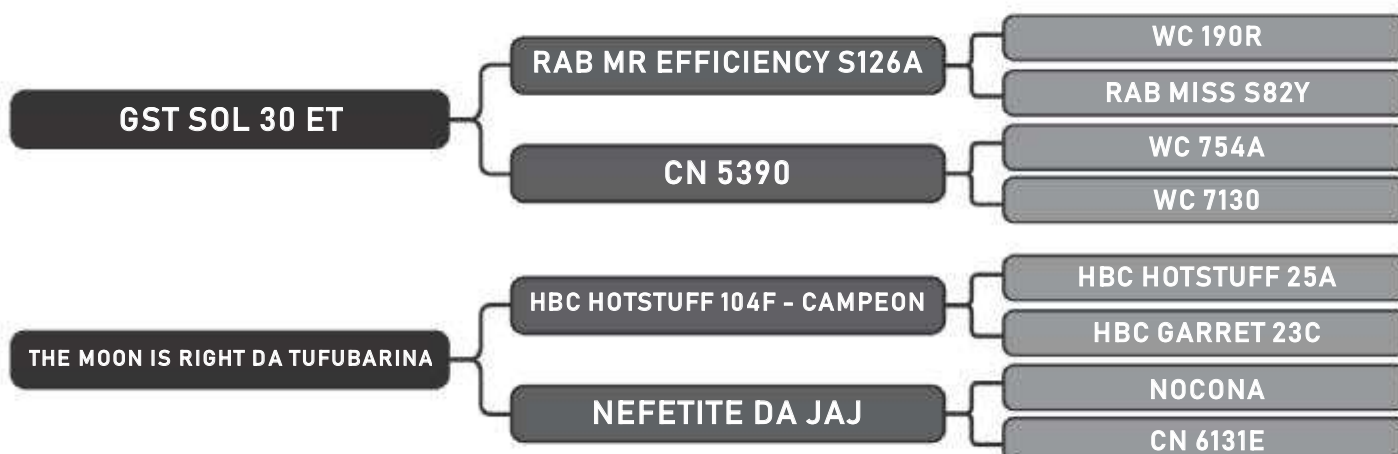 GST SOL 30 ET
RAB MR EFFICIENCY S126A
WC 190R
RAB MISS S82Y
CN 5390
WC 754A
WC 7130
THE MOON IS RIGHT DA TUFUBARINA
HBC HOTSTUFF 104F - CAMPEON
HBC HOTSTUFF 25A
HBC GARRET 23C
NEFETITE DA JAJ
NOCONA
CN 6131E